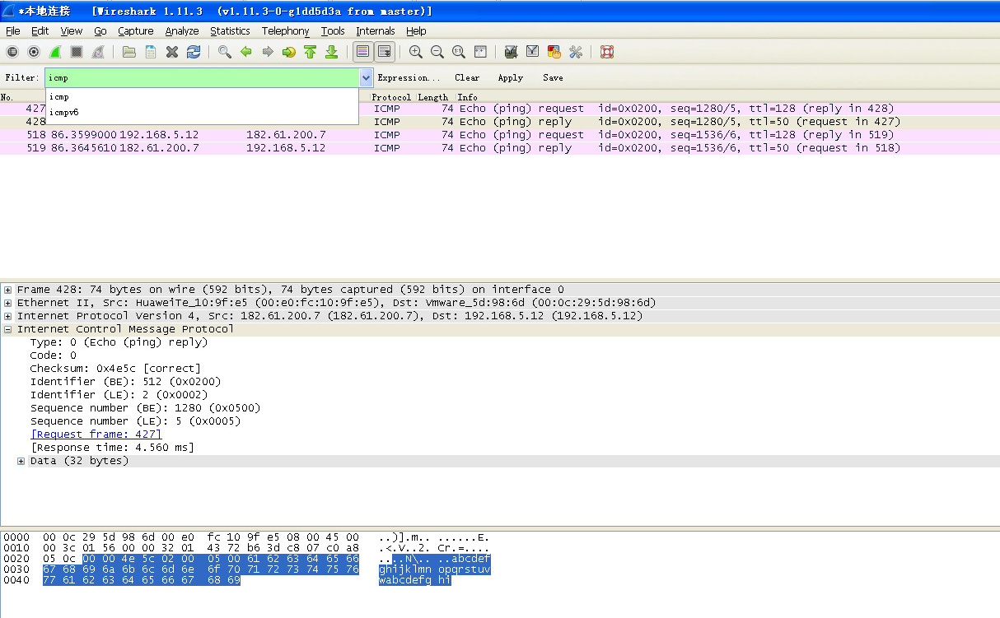 *本地连接 [Wireshark 1.11.3 (v1.11.3-0-g1dd5d3a from master)]
File Edit View Go Capture Analyze Statistics Telephony Tools Internals Help
Filter: icmp Expression... Clear Apply Save
icmp
icmpv6
No. Protocol Length Info
427 ICMP 74 Echo (ping) request id=0x0200, seq=1280/5, ttl=128 (reply in 428)
428 ICMP 74 Echo (ping) reply id=0x0200, seq=1280/5, ttl=50 (request in 427)
518 86.3599000 192.168.5.12 182.61.200.7 ICMP 74 Echo (ping) request id=0x0200, seq=1536/6, ttl=128 (reply in 519)
519 86.3645610 182.61.200.7 192.168.5.12 ICMP 74 Echo (ping) reply id=0x0200, seq=1536/6, ttl=50 (request in 518)
Frame 428: 74 bytes on wire (592 bits), 74 bytes captured (592 bits) on interface 0
Ethernet II, Src: HuaweiTe_10:9f:e5 (00:e0:fc:10:9f:e5), Dst: Vmware_5d:98:6d (00:0c:29:5d:98:6d)
Internet Protocol Version 4, Src: 182.61.200.7 (182.61.200.7), Dst: 192.168.5.12 (192.168.5.12)
Internet Control Message Protocol
Type: 0 (Echo (ping) reply)
Code: 0
Checksum: 0x4e5c [correct]
Identifier (BE): 512 (0x0200)
Identifier (LE): 2 (0x0002)
Sequence number (BE): 1280 (0x0500)
Sequence number (LE): 5 (0x0005)
[Request frame: 427]
[Response time: 4.560 ms]
Data (32 bytes)
0000 00 0c 29 5d 98 6d 00 e0 fc 10 9f e5 08 00 45 00 ..)].m.. ......E.
0010 00 3c 01 56 00 00 32 01 43 72 b6 3d c8 07 c0 a8 .<.V..2. Cr.=....
0020 05 0c 00 00 4e 5c 02 00 05 00 61 62 63 64 65 66 ....N\.. ..abcdef
0030 67 68 69 6a 6b 6c 6d 6e 6f 70 71 72 73 74 75 76 ghijklmn opqrstuv
0040 77 61 62 63 64 65 66 67 68 69 wabcdefg hi